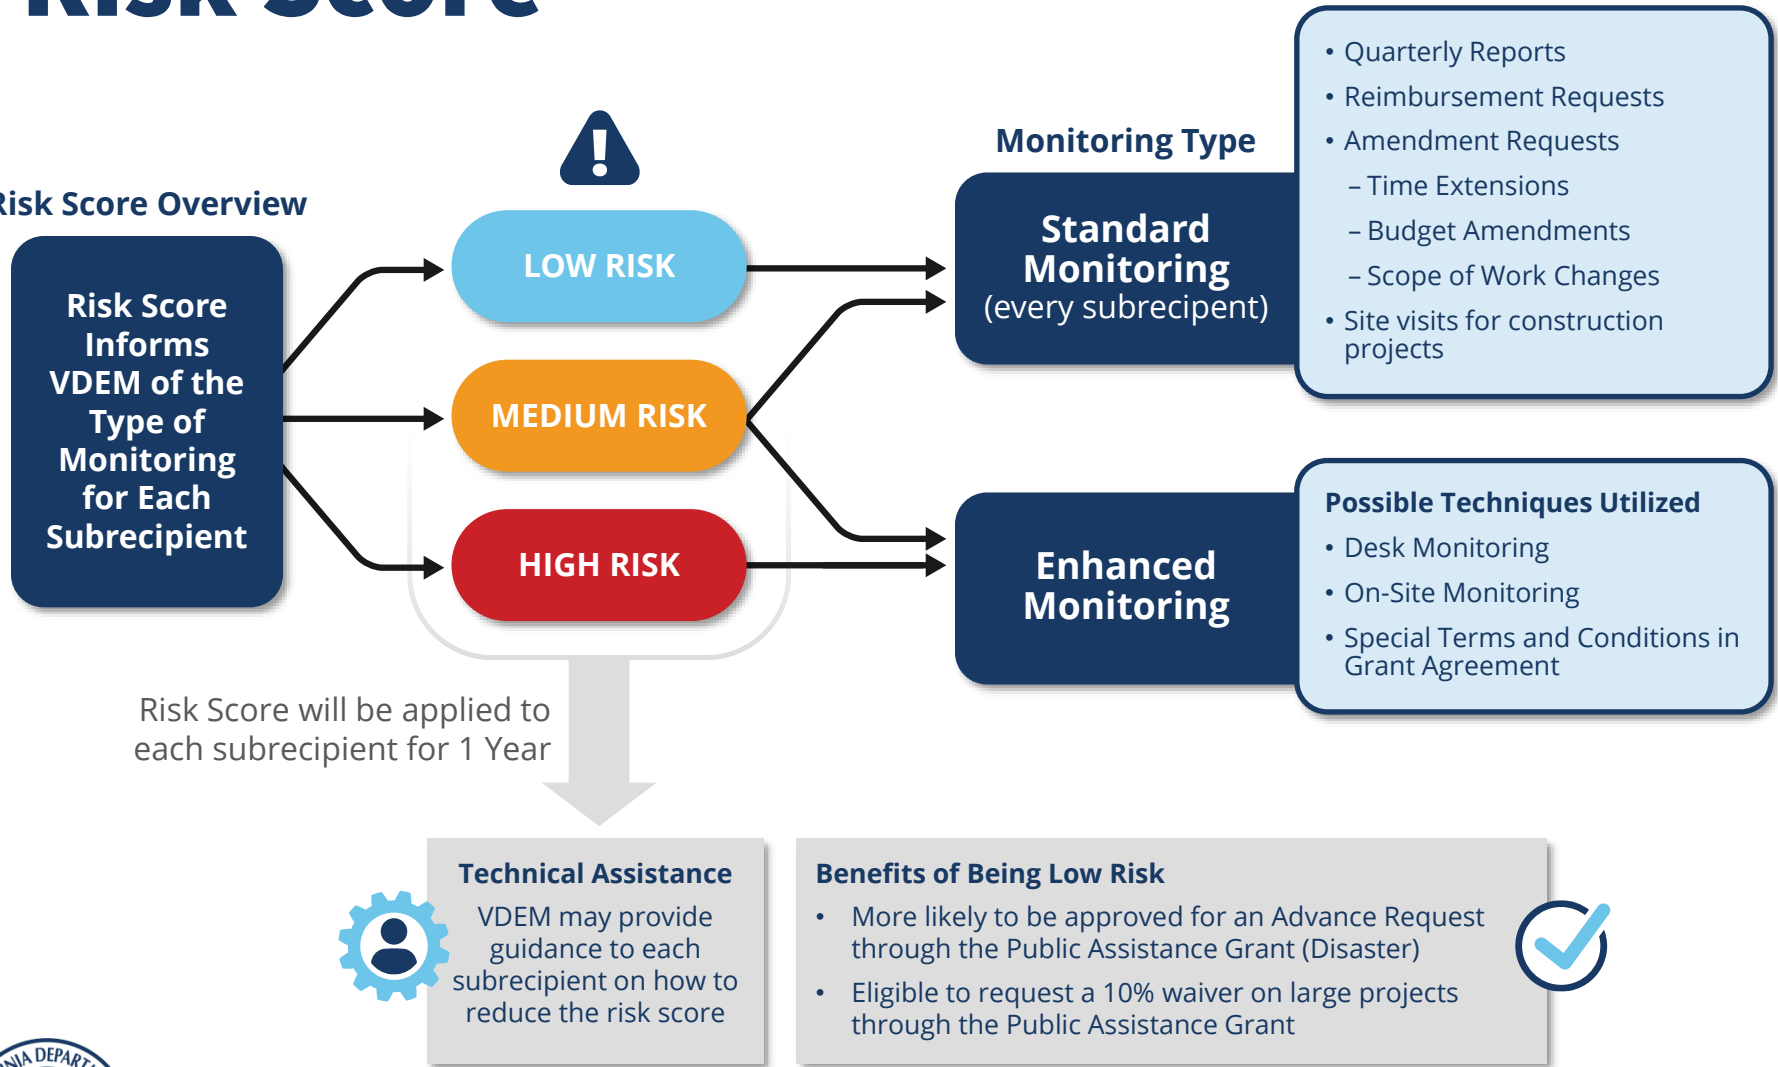 Risk Score
Risk Score Overview
Risk Score
Informs
VDEM of the
Type of
Monitoring
for Each
Subrecipient
LOW RISK
MEDIUM RISK
HIGH RISK
Monitoring Type
Standard
Monitoring
(every subrecipent)
• Quarterly Reports
• Reimbursement Requests
• Amendment Requests
– Time Extensions
– Budget Amendments
– Scope of Work Changes
• Site visits for construction
projects
Enhanced
Monitoring
Possible Techniques Utilized
• Desk Monitoring
• On-Site Monitoring
• Special Terms and Conditions in
Grant Agreement
Risk Score will be applied to
each subrecipient for 1 Year
Technical Assistance
VDEM may provide
guidance to each
subrecipient on how to
reduce the risk score
Benefits of Being Low Risk
• More likely to be approved for an Advance Request
through the Public Assistance Grant (Disaster)
• Eligible to request a 10% waiver on large projects
through the Public Assistance Grant